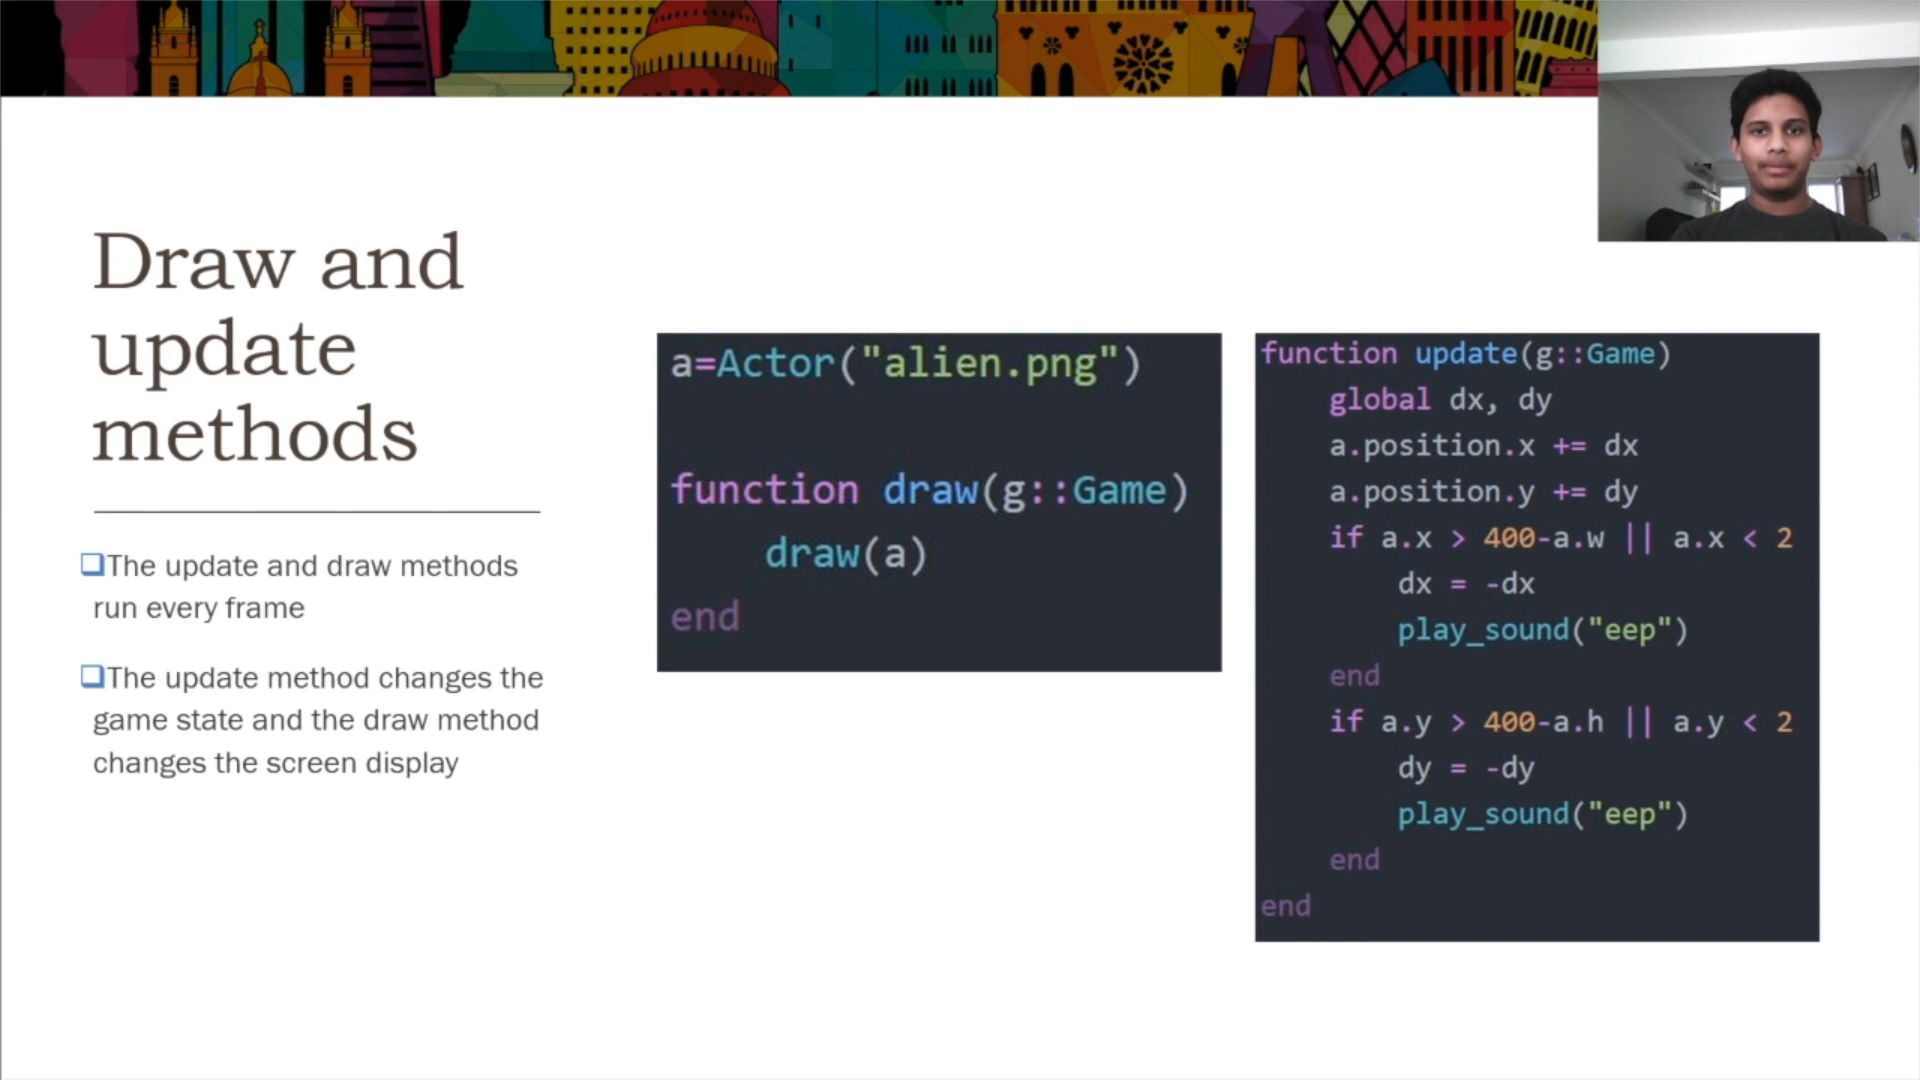 Draw and
update
methods
The update and draw methods
run every frame
The update method changes the
game state and the draw method
changes the screen display
a=Actor("alien.png")
function draw(g::Game)
    draw(a)
end
function update(g::Game)
    global dx, dy
    a.position.x += dx
    a.position.y += dy
    if a.x > 400-a.w || a.x < 2
        dx = -dx
        play_sound("eep")
    end
    if a.y > 400-a.h || a.y < 2
        dy = -dy
        play_sound("eep")
    end
end